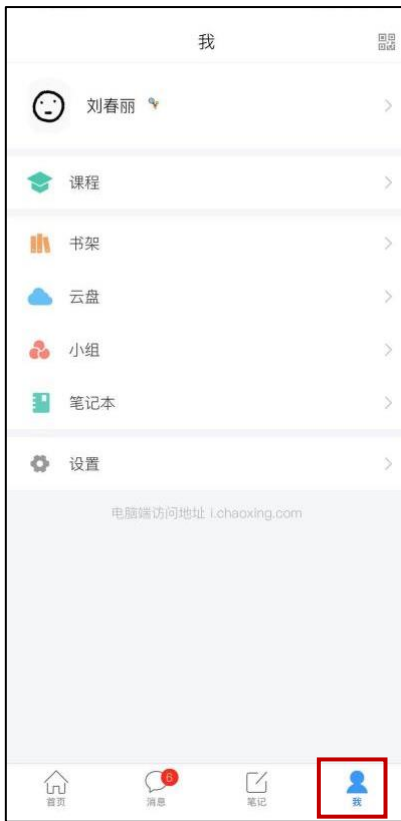 我
刘春丽
课程
书架
云盘
小组
笔记本
设置
电脑端访问地址 i.chaoxing.com
6
首页
消息
笔记
我